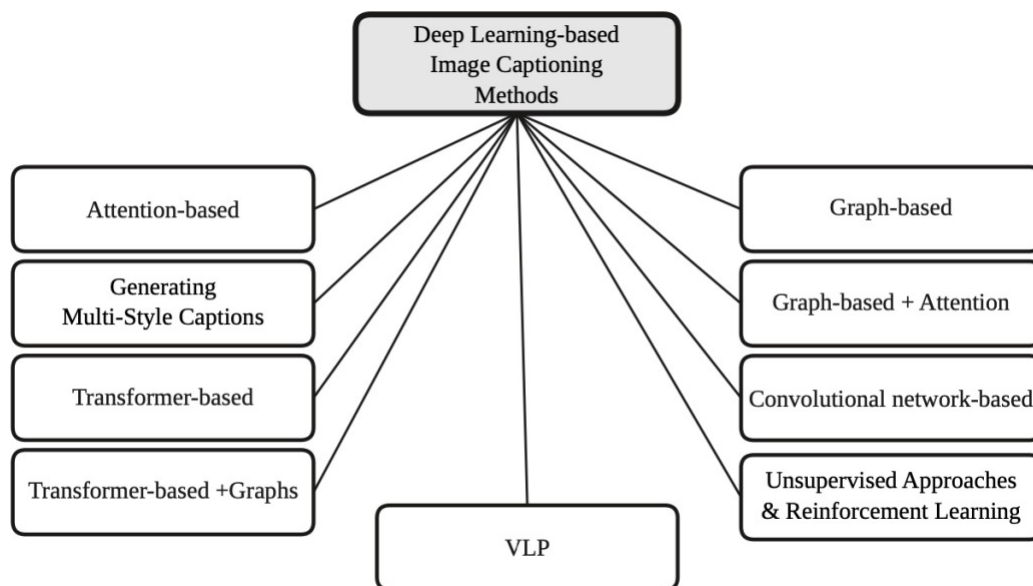 Deep Learning-based
Image Captioning
Methods
Attention-based
Generating
Multi-Style Captions
Transformer-based
Transformer-based +Graphs
VLP
Graph-based
Graph-based + Attention
Convolutional network-based
Unsupervised Approaches
& Reinforcement Learning